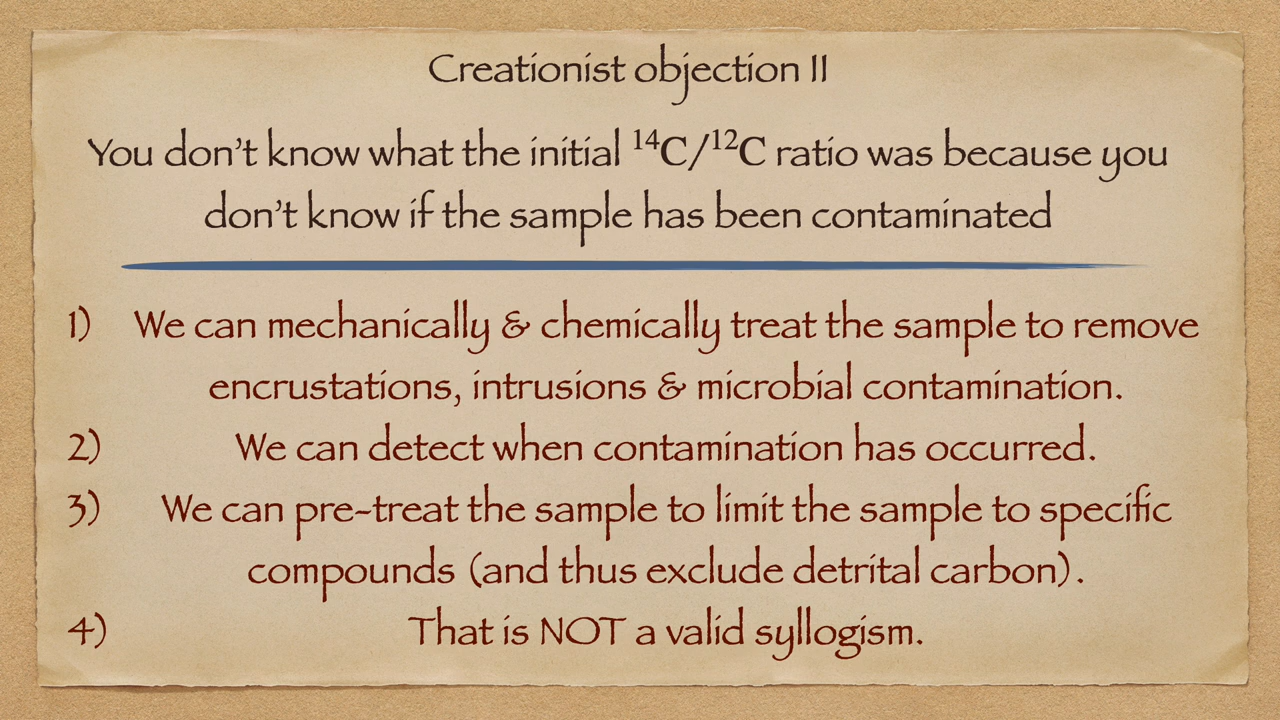 Creationist objection II
You don’t know what the initial ¹⁴C/¹²C ratio was because you
don’t know if the sample has been contaminated
1) We can mechanically & chemically treat the sample to remove
encrustations, intrusions & microbial contamination.
2) We can detect when contamination has occurred.
3) We can pre-treat the sample to limit the sample to specific
compounds (and thus exclude detrital carbon).
4) That is NOT a valid syllogism.